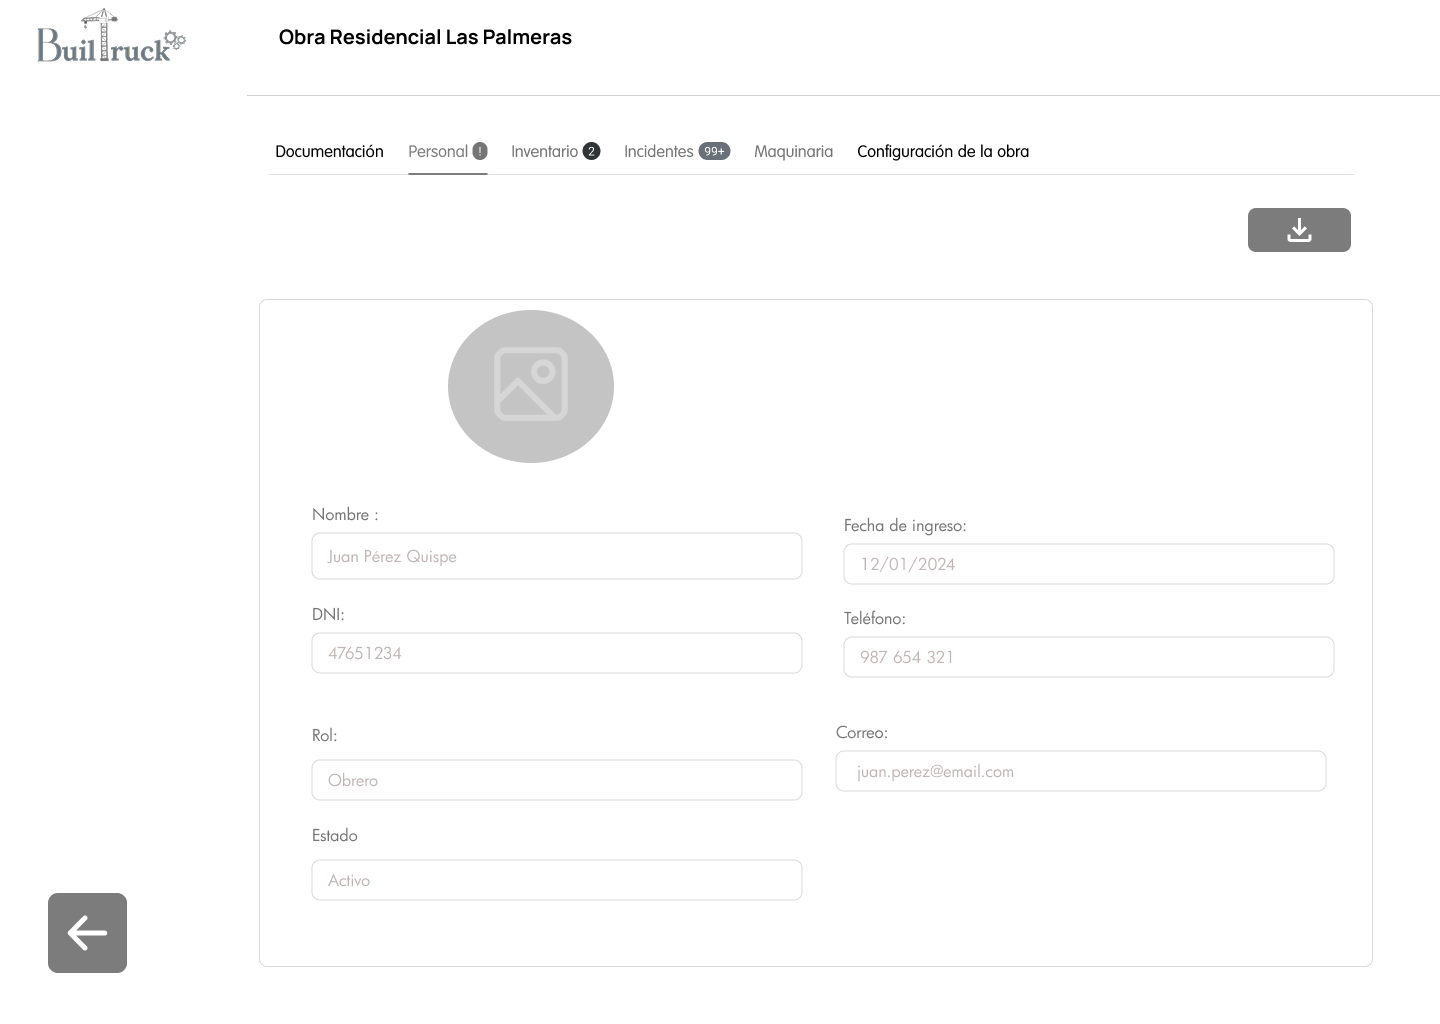 BuilTruck
Obra Residencial Las Palmeras
Documentación Personal ! Inventario 2 Incidentes 99+ Maquinaria Configuración de la obra
Nombre :
Juan Pérez Quispe
Fecha de ingreso:
12/01/2024
DNI:
47651234
Teléfono:
987 654 321
Rol:
Obrero
Correo:
juan.perez@email.com
Estado
Activo